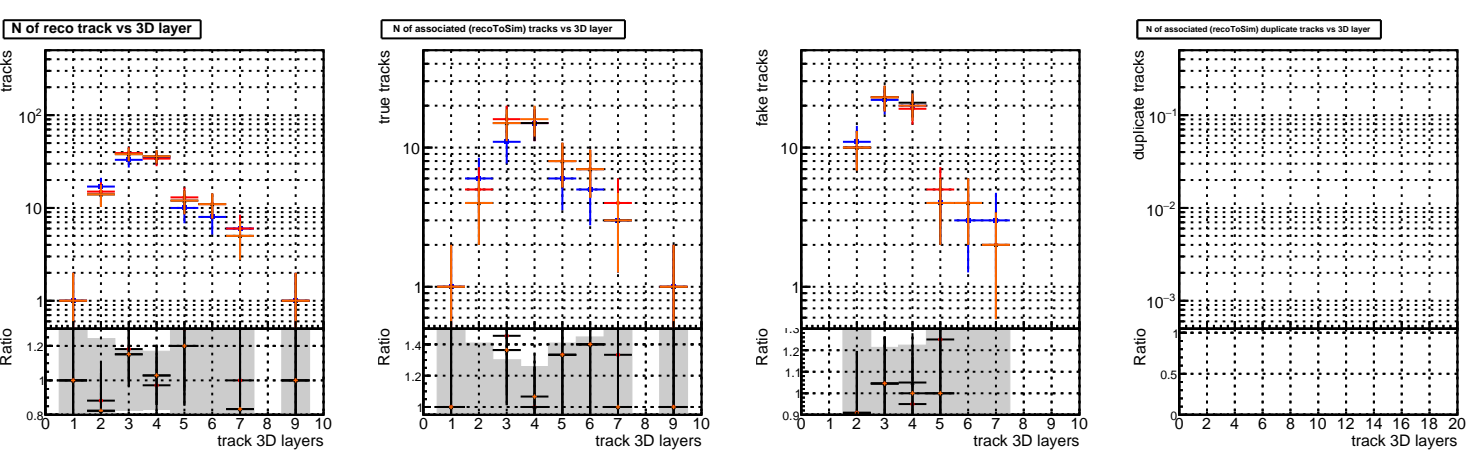 N of reco track vs 3D layer
tracks
10²
10
1
Ratio
1.2
1
0.8
0 1 2 3 4 5 6 7 8 9 10
track 3D layers
N of associated (recoToSim) tracks vs 3D layer
true tracks
10
1
Ratio
1.4
1.2
1
0 1 2 3 4 5 6 7 8 9 10
track 3D layers
fake tracks
10
1
Ratio
1.3
1.2
1.1
1
0.9
0 1 2 3 4 5 6 7 8 9 10
track 3D layers
N of associated (recoToSim) duplicate tracks vs 3D layer
duplicate tracks
10⁻¹
10⁻²
10⁻³
Ratio
1
0.5
0
0 2 4 6 8 10 12 14 16 18 20
track 3D layers